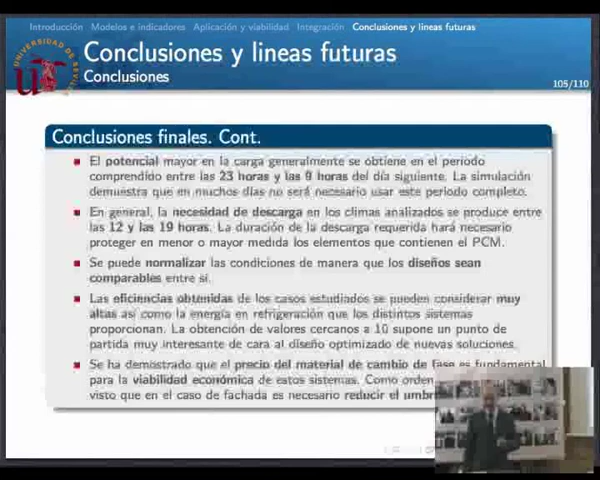 Introducción Modelos e indicadores Aplicación y viabilidad Integración Conclusiones y lineas futuras
UNIVERSIDAD DE SEVILLA
Conclusiones y lineas futuras
Conclusiones
105/110
Conclusiones finales. Cont.
El potencial mayor en la carga generalmente se obtiene en el periodo
comprendido entre las 23 horas y las 9 horas del día siguiente. La simulación
demuestra que en muchos días no será necesario usar este periodo completo.
En general, la necesidad de descarga en los climas analizados se produce entre
las 12 y las 19 horas. La duración de la descarga requerida hará necesario
proteger en menor o mayor medida los elementos que contienen el PCM.
Se puede normalizar las condiciones de manera que los diseños sean
comparables entre sí.
Las eficiencias obtenidas de los casos estudiados se pueden considerar muy
altas así como la energía en refrigeración que los distintos sistemas
proporcionan. La obtención de valores cercanos a 10 supone un punto de
partida muy interesante de cara al diseño optimizado de nuevas soluciones.
Se ha demostrado que el precio del material de cambio de fase es fundamental
para la viabilidad económica de estos sistemas. Como orden
visto que en el caso de fachada es necesario reducir el